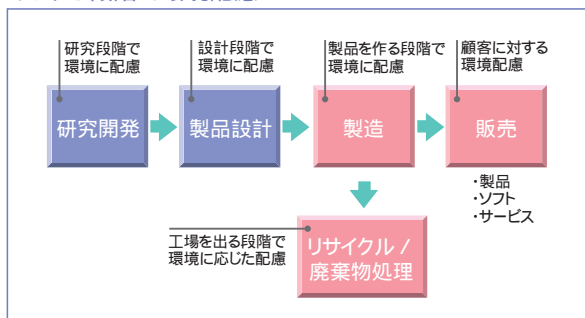 研究段階で
環境に配慮
設計段階で
環境に配慮
製品を作る段階で
環境に配慮
顧客に対する
環境配慮
研究開発
製品設計
製造
販売
・製品
・ソフト
・サービス
工場を出る段階で
環境に応じた配慮
リサイクル /
廃棄物処理